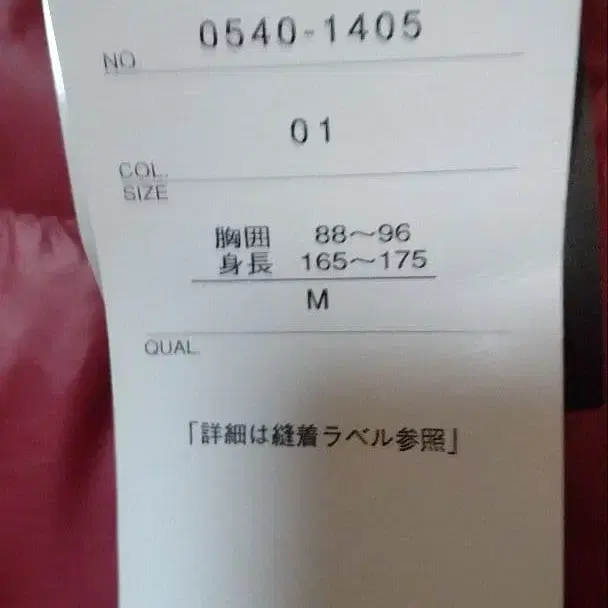 0540-1405
NO.
01
COL.
SIZE
胸囲 88～96
身長 165～175
M
QUAL.
「詳細は縫着ラベル参照」